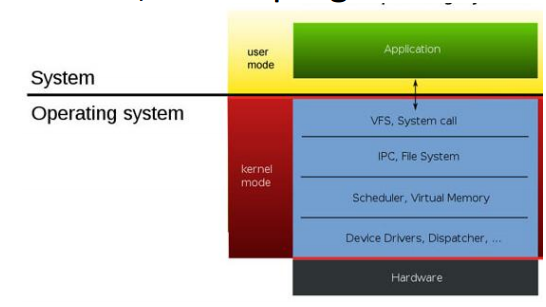 user
mode
Application
System
Operating system
VFS, System call
IPC, File System
kernel
mode
Scheduler, Virtual Memory
Device Drivers, Dispatcher, ...
Hardware